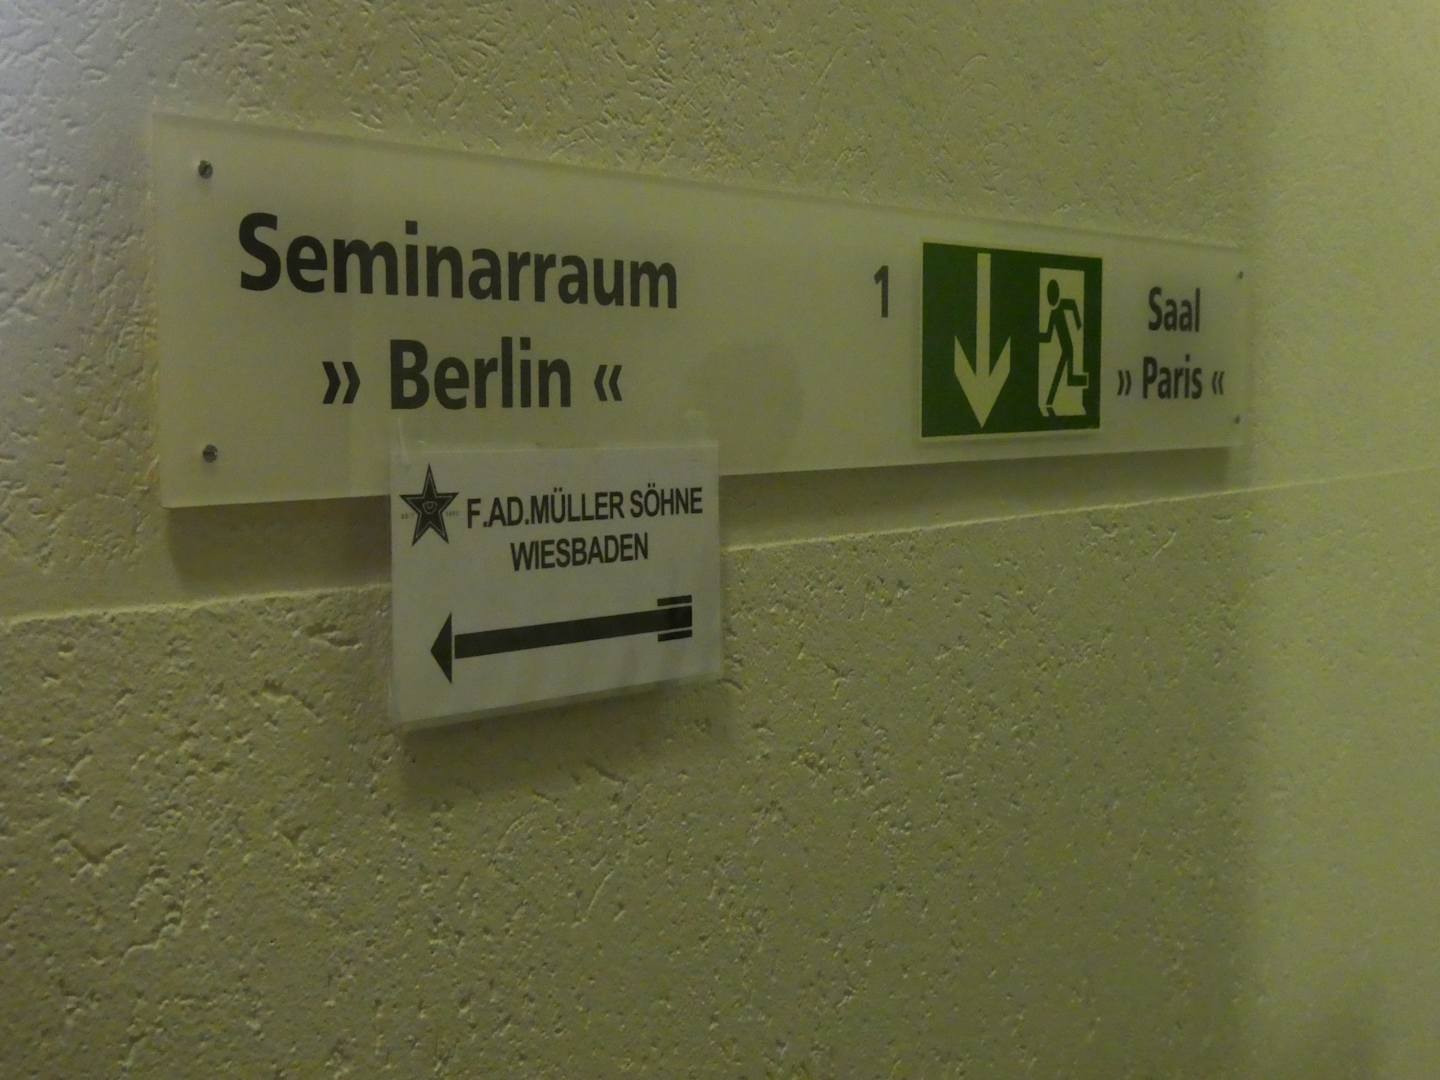 Seminarraum
» Berlin «
1
Saal
» Paris «
F.AD.MÜLLER SÖHNE
WIESBADEN